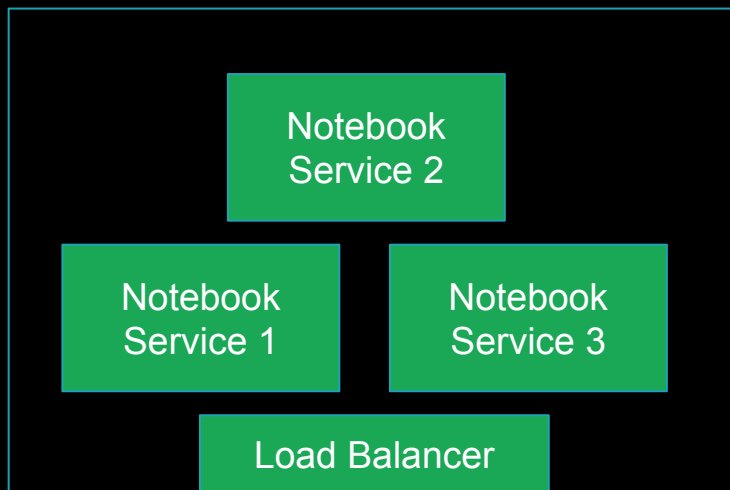 Notebook
Service 2
Notebook
Service 1
Notebook
Service 3
Load Balancer